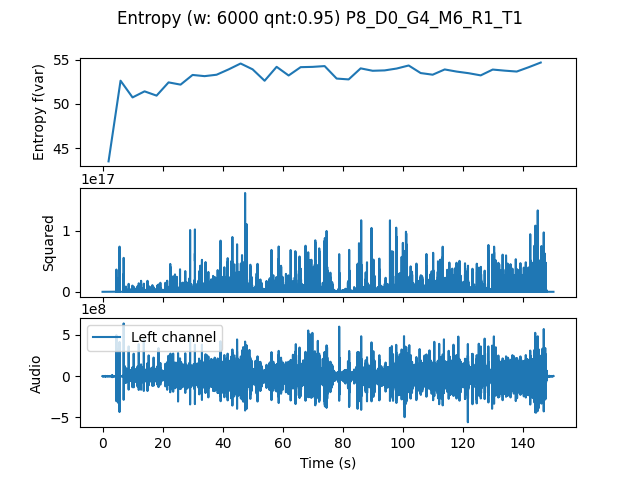 Entropy (w: 6000 qnt:0.95) P8_D0_G4_M6_R1_T1
55
50
45
Entropy f(var)
1e17
1
0
Squared
1e8
5
0
−5
Audio
Left channel
0 20 40 60 80 100 120 140
Time (s)